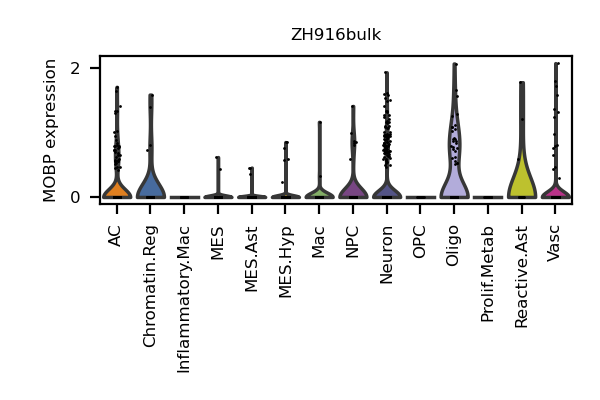 ZH916bulk
MOBP expression
2
0
AC
Chromatin.Reg
Inflammatory.Mac
MES
MES.Ast
MES.Hyp
Mac
NPC
Neuron
OPC
Oligo
Prolif.Metab
Reactive.Ast
Vasc